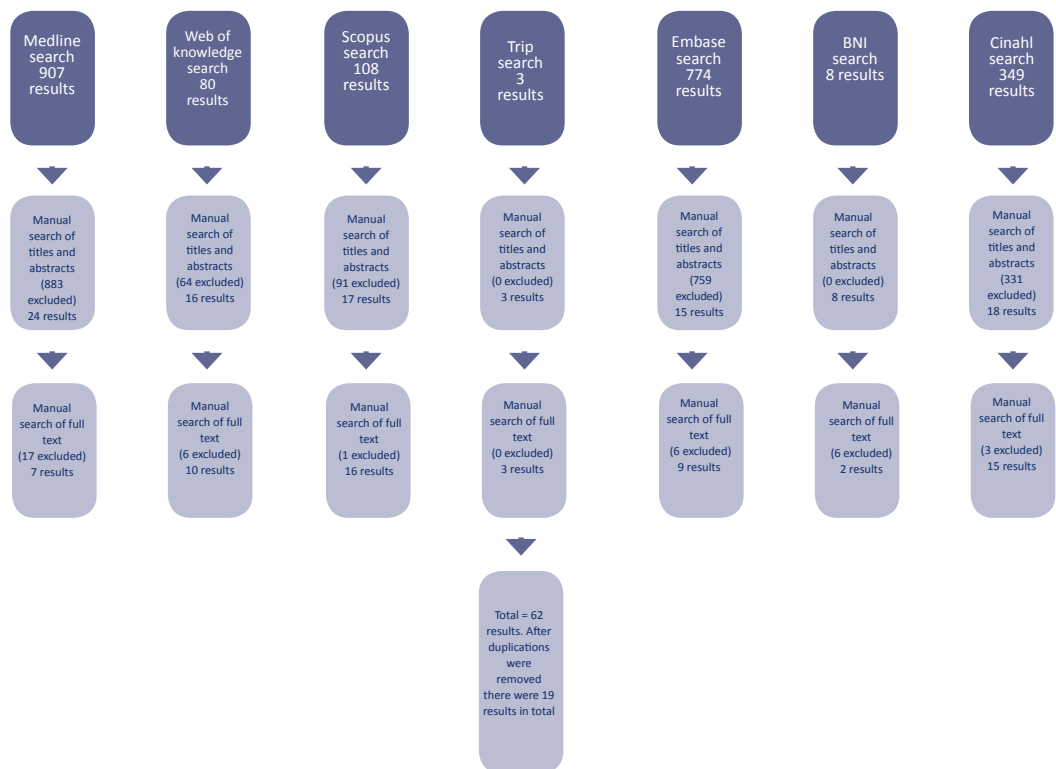 Medline
search
907
results
Web of
knowledge
search
80
results
Scopus
search
108
results
Trip
search
3
results
Embase
search
774
results
BNI
search
8 results
Cinahl
search
349
results
Manual
search of
titles and
abstracts
(883
excluded)
24 results
Manual
search of
titles and
abstracts
(64 excluded)
16 results
Manual
search of
titles and
abstracts
(91 excluded)
17 results
Manual
search of
titles and
abstracts
(0 excluded)
3 results
Manual
search of
titles and
abstracts
(759
excluded)
15 results
Manual
search of
titles and
abstracts
(0 excluded)
8 results
Manual
search of
titles and
abstracts
(331
excluded)
18 results
Manual
search of full
text
(17 excluded)
7 results
Manual
search of full
text
(6 excluded)
10 results
Manual
search of full
text
(1 excluded)
16 results
Manual
search of full
text
(0 excluded)
3 results
Manual
search of full
text
(6 excluded)
9 results
Manual
search of full
text
(6 excluded)
2 results
Manual
search of full
text
(3 excluded)
15 results
Total = 62
results. After
duplications
were
removed
there were 19
results in total